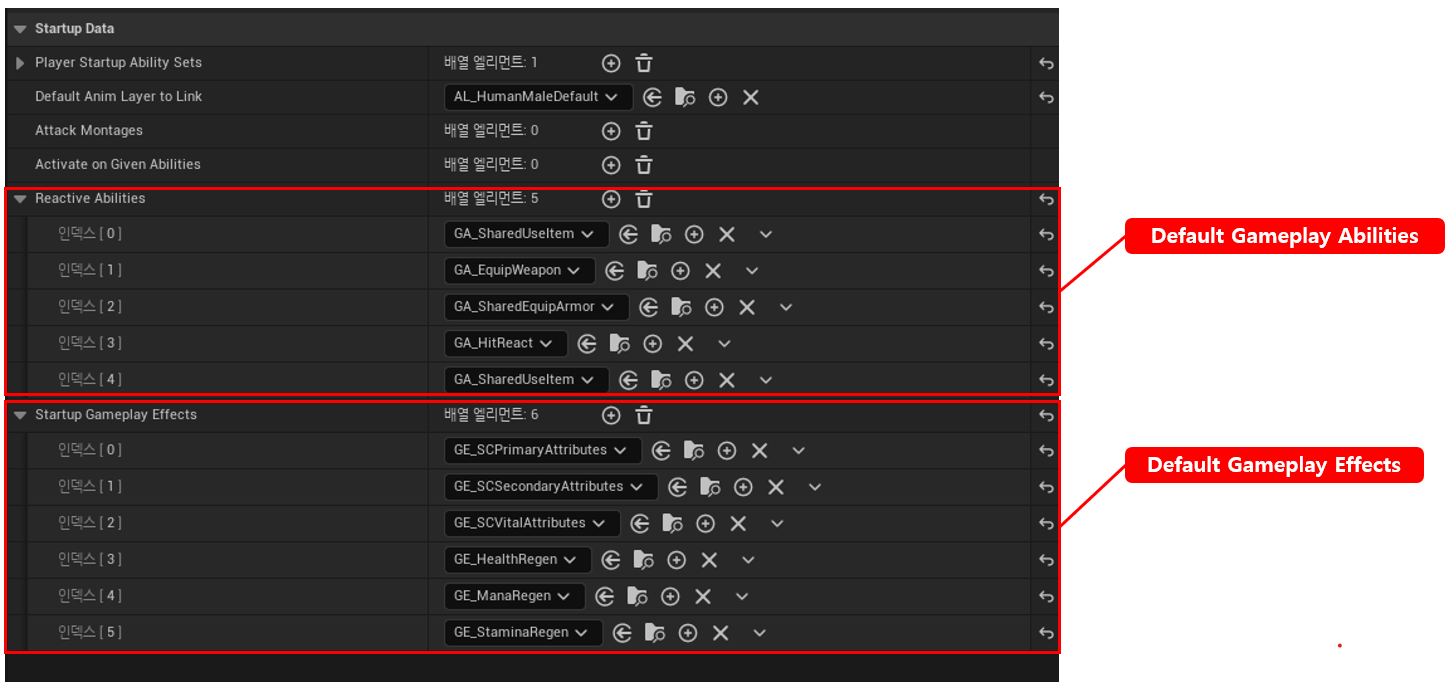 Startup Data
Player Startup Ability Sets 배열 엘리먼트: 1
Default Anim Layer to Link AL_HumanMaleDefault
Attack Montages 배열 엘리먼트: 0
Activate on Given Abilities 배열 엘리먼트: 0
Reactive Abilities 배열 엘리먼트: 5
인덱스 [ 0 ] GA_SharedUseItem
Default Gameplay Abilities
인덱스 [ 1 ] GA_EquipWeapon
인덱스 [ 2 ] GA_SharedEquipArmor
인덱스 [ 3 ] GA_HitReact
인덱스 [ 4 ] GA_SharedUseItem
Startup Gameplay Effects 배열 엘리먼트: 6
인덱스 [ 0 ] GE_SCPrimaryAttributes
Default Gameplay Effects
인덱스 [ 1 ] GE_SCSecondaryAttributes
인덱스 [ 2 ] GE_SCVitalAttributes
인덱스 [ 3 ] GE_HealthRegen
인덱스 [ 4 ] GE_ManaRegen
인덱스 [ 5 ] GE_StaminaRegen